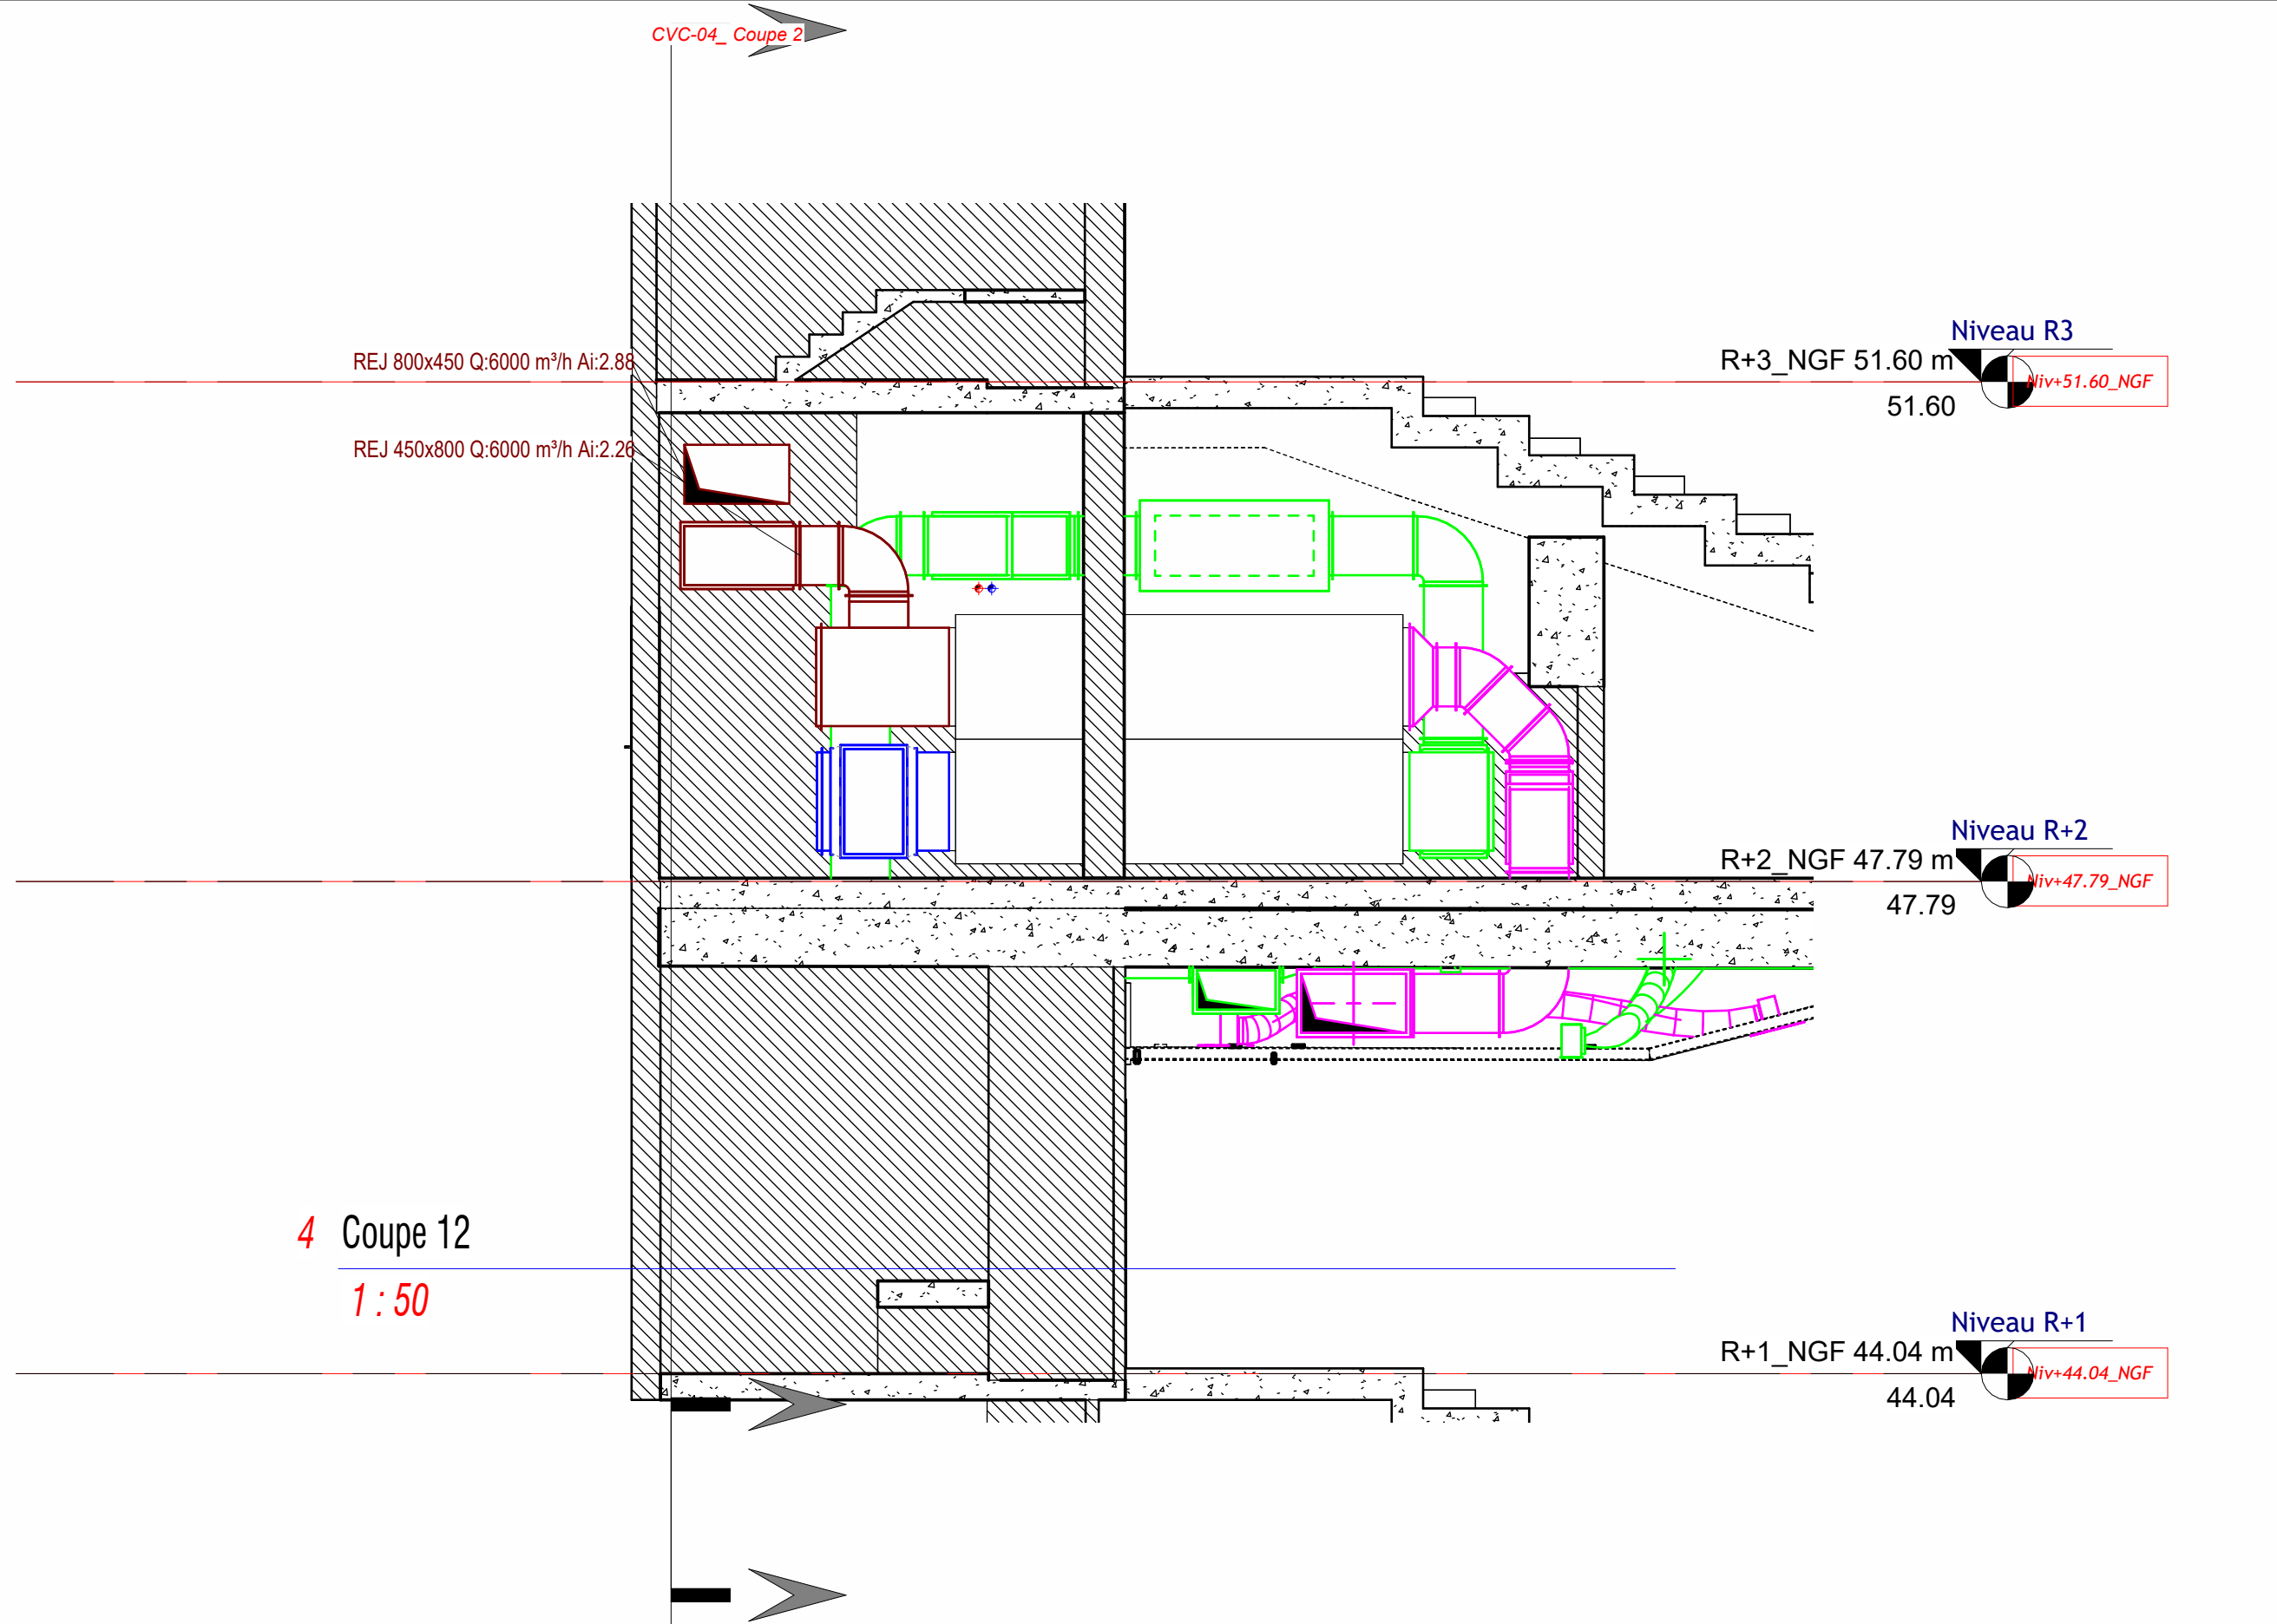 CVC-04_ Coupe 2
Niveau R3
R+3_NGF 51.60 m
Niv+51.60_NGF
51.60
REJ 800x450 Q:6000 m³/h Ai:2.88
REJ 450x800 Q:6000 m³/h Ai:2.26
Niveau R+2
R+2_NGF 47.79 m
Niv+47.79_NGF
47.79
4 Coupe 12
1 : 50
Niveau R+1
R+1_NGF 44.04 m
Niv+44.04_NGF
44.04